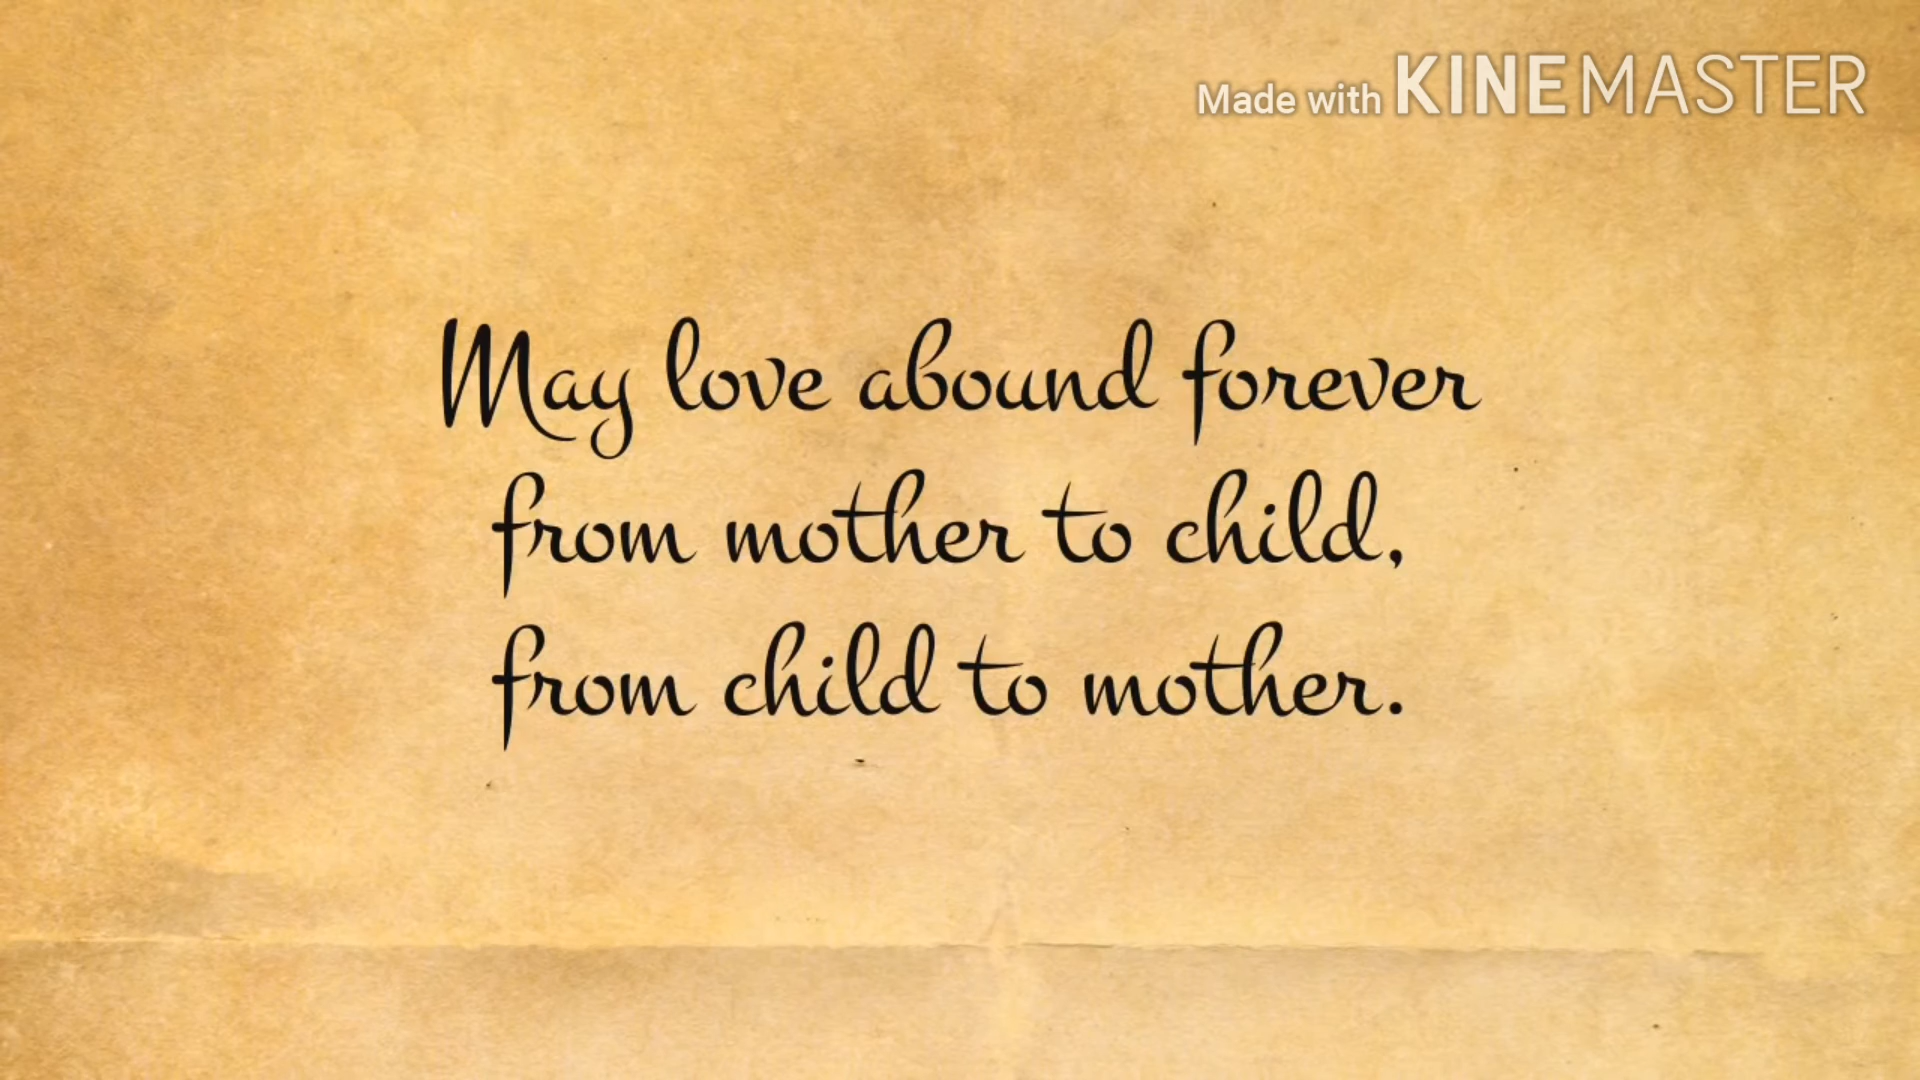 Made with KINEMASTER
May love abound forever
from mother to child,
from child to mother.